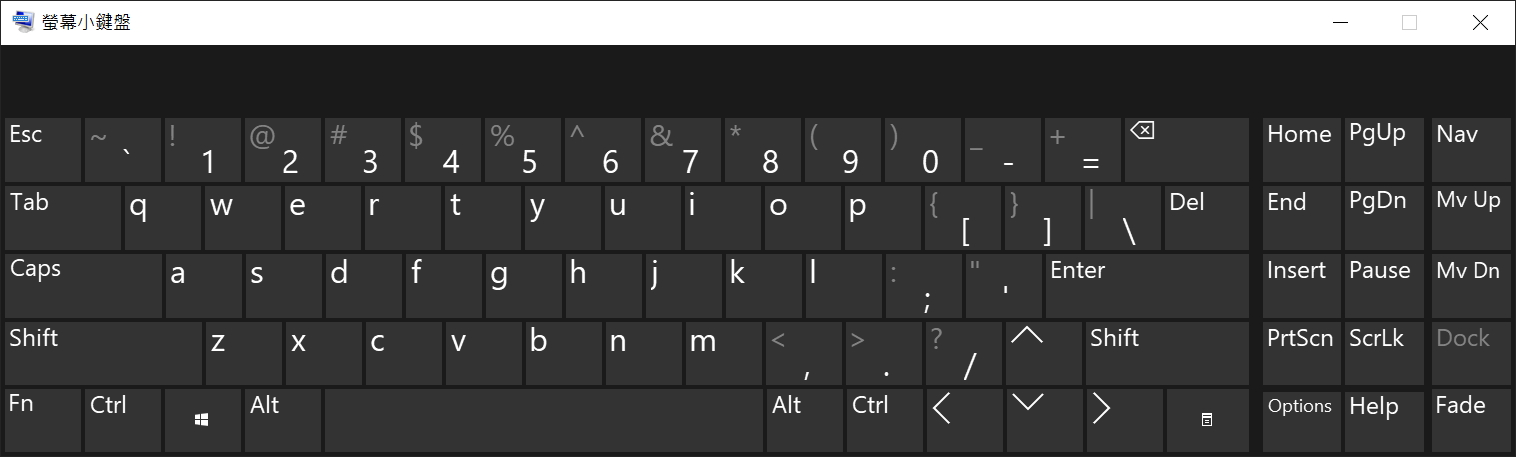 螢幕小鍵盤
Esc ~ ` ! 1 @ 2 # 3 $ 4 % 5 ^ 6 & 7 * 8 ( 9 ) 0 _ - + = Home PgUp Nav
Tab q w e r t y u i o p { [ } ] | \ Del End PgDn Mv Up
Caps a s d f g h j k l : ; " ' Enter Insert Pause Mv Dn
Shift z x c v b n m < , > . ? / Shift PrtScn ScrLk Dock
Fn Ctrl Alt Alt Ctrl Options Help Fade